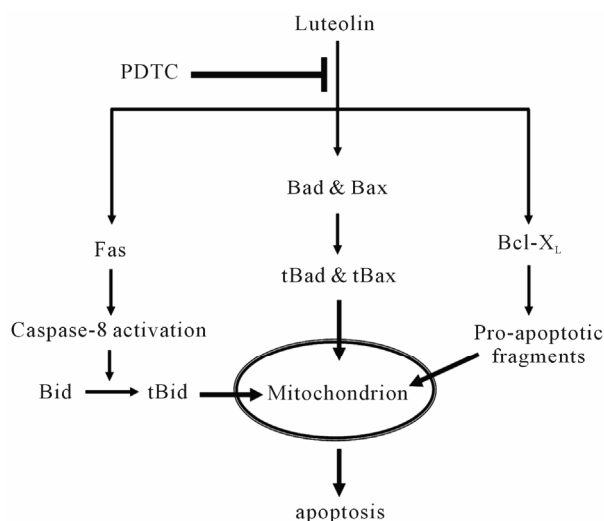 Luteolin
PDTC
Bad & Bax
Fas
Bcl-XL
tBad & tBax
Caspase-8 activation
Pro-apoptotic
fragments
Bid
tBid
Mitochondrion
apoptosis